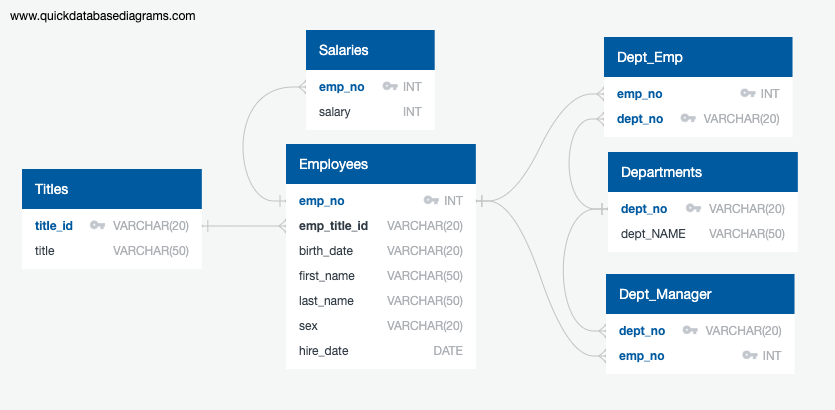 www.quickdatabasediagrams.com
Salaries
emp_no INT
salary INT
Dept_Emp
emp_no INT
dept_no VARCHAR(20)
Employees
emp_no INT
emp_title_id VARCHAR(20)
birth_date VARCHAR(20)
first_name VARCHAR(50)
last_name VARCHAR(50)
sex VARCHAR(20)
hire_date DATE
Titles
title_id VARCHAR(20)
title VARCHAR(50)
Departments
dept_no VARCHAR(20)
dept_NAME VARCHAR(50)
Dept_Manager
dept_no VARCHAR(20)
emp_no INT